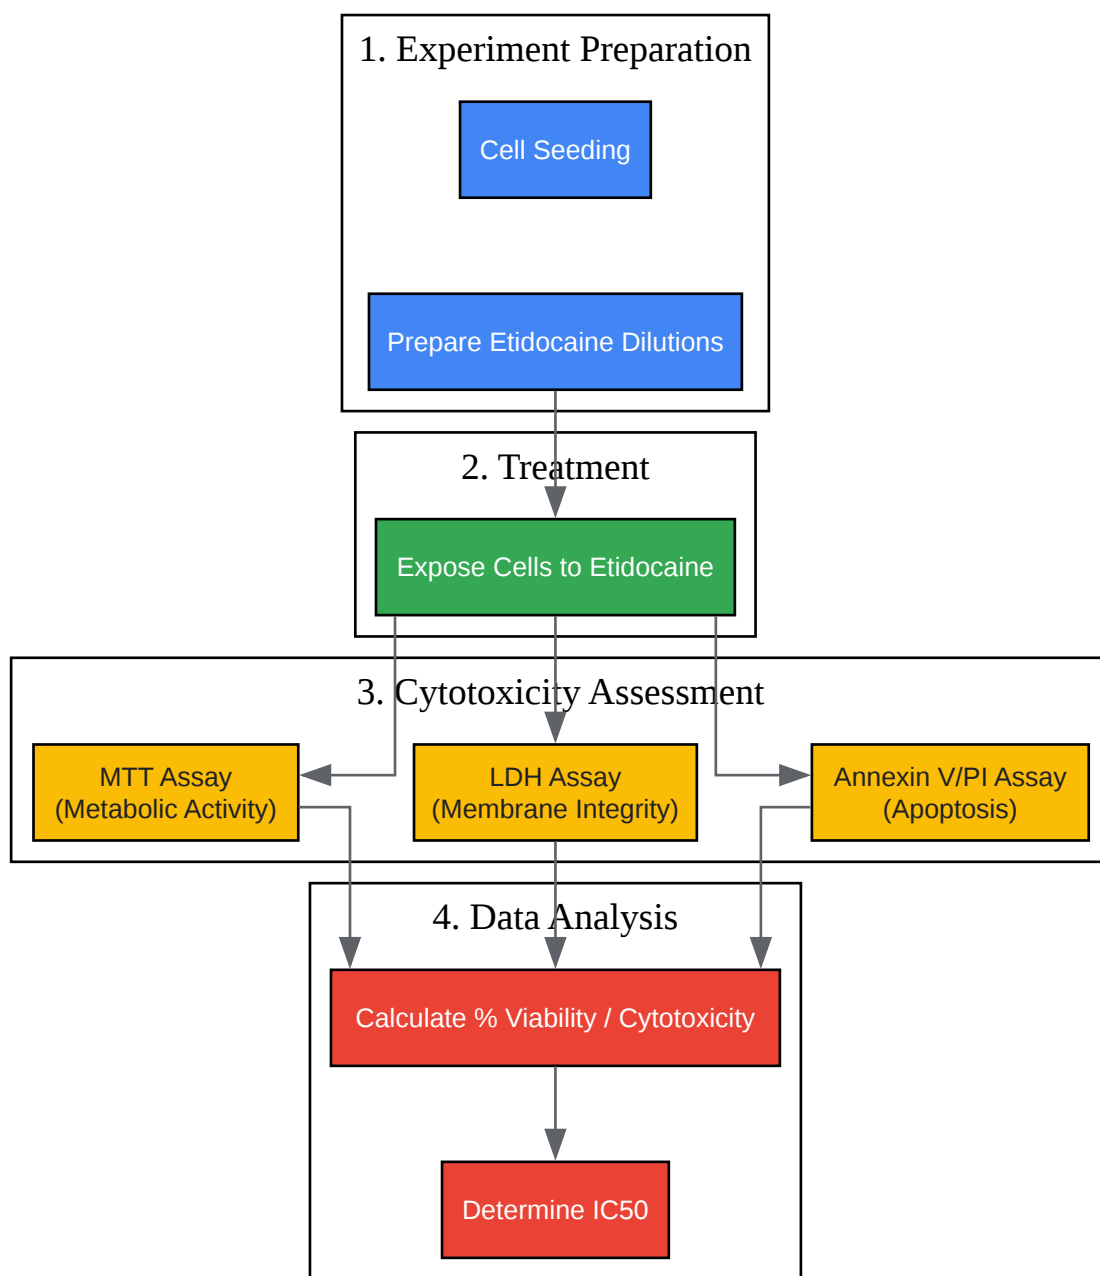 1. Experiment Preparation
Cell Seeding
Prepare Etidocaine Dilutions
2. Treatment
Expose Cells to Etidocaine
3. Cytotoxicity Assessment
MTT Assay
(Metabolic Activity)
LDH Assay
(Membrane Integrity)
Annexin V/PI Assay
(Apoptosis)
4. Data Analysis
Calculate % Viability / Cytotoxicity
Determine IC50